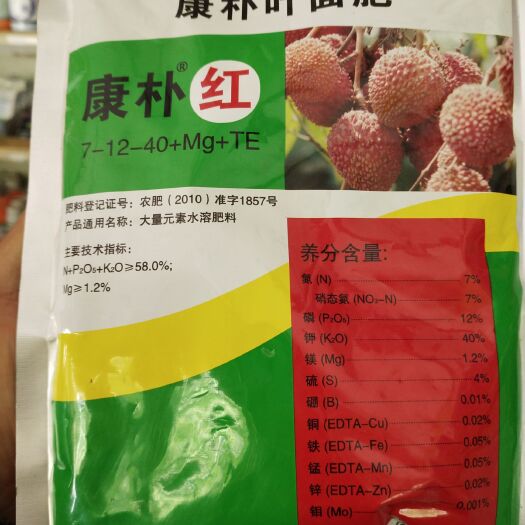 康朴叶面肥
康朴®红
7-12-40+Mg+TE
肥料登记证号：农肥（2010）准字1857号
产品通用名称：大量元素水溶肥料
主要技术指标：
N+P₂O₅+K₂O≥58.0%;
Mg≥1.2%
养分含量:
氮 (N) 7%
硝态氮 (NO₃-N) 7%
磷 (P₂O₅) 12%
钾 (K₂O) 40%
镁 (Mg) 1.2%
硫 (S) 4%
硼 (B) 0.01%
铜 (EDTA-Cu) 0.02%
铁 (EDTA-Fe) 0.05%
锰 (EDTA-Mn) 0.05%
锌 (EDTA-Zn) 0.02%
钼 (Mo) 0.001%